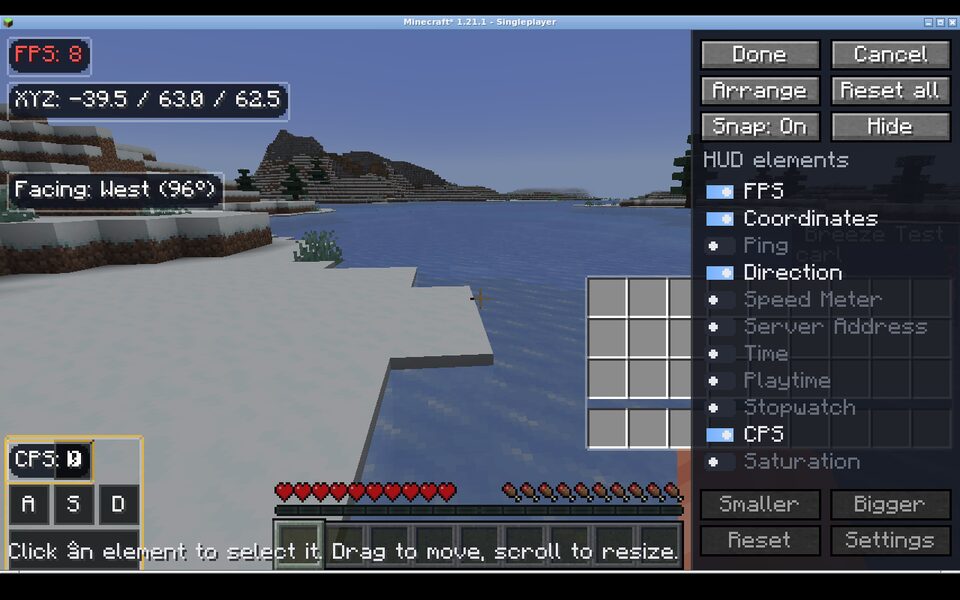 Minecraft* 1.21.1 - Singleplayer
FPS: 8
XYZ: -39.5 / 63.0 / 62.5
Facing: West (96°)
Done
Cancel
Arrange
Reset all
Snap: On
Hide
HUD elements
FPS
Coordinates
Ping
Direction
Speed Meter
Server Address
Time
Playtime
Stopwatch
CPS
Saturation
Smaller
Bigger
Reset
Settings
CPS:
A
S
D
Click an element to select it. Drag to move, scroll to resize.